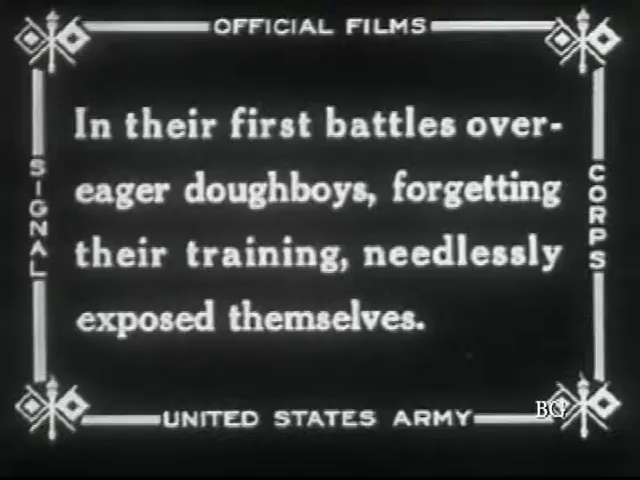 OFFICIAL FILMS
In their first battles over-
eager doughboys, forgetting
their training, needlessly
exposed themselves.
SIGNAL
CORPS
UNITED STATES ARMY
BG